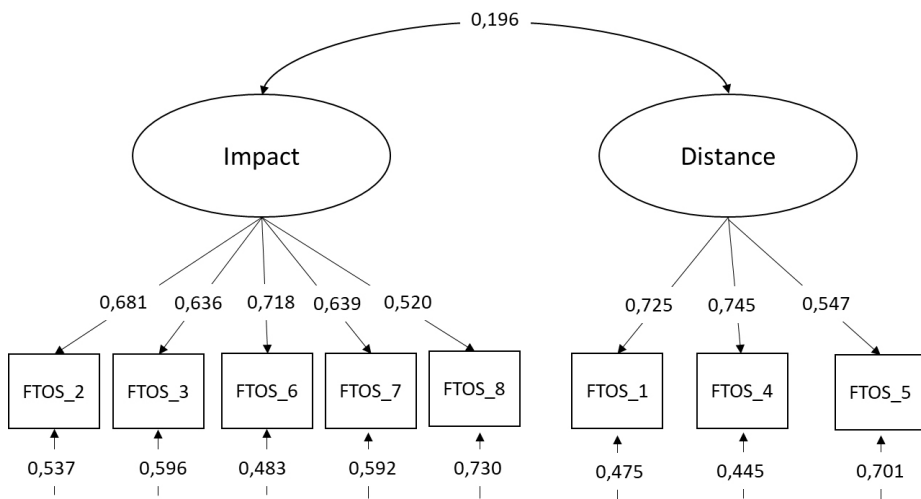 0,196
Impact Distance
0,681 0,636 0,718 0,639 0,520 0,725 0,745 0,547
FTOS_2 FTOS_3 FTOS_6 FTOS_7 FTOS_8 FTOS_1 FTOS_4 FTOS_5
0,537 0,596 0,483 0,592 0,730 0,475 0,445 0,701